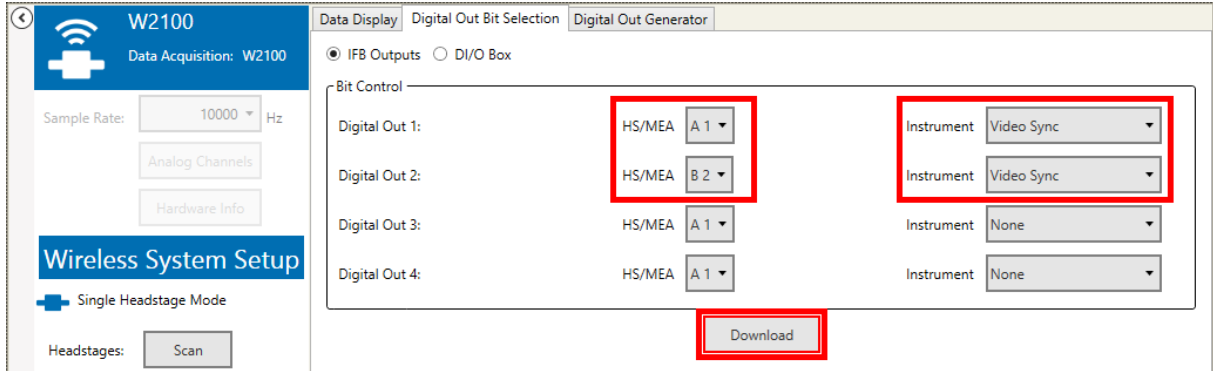 W2100
Data Acquisition: W2100
Sample Rate: 10000 Hz
Analog Channels
Hardware Info
Wireless System Setup
Single Headstage Mode
Headstages: Scan
Data Display Digital Out Bit Selection Digital Out Generator
IFB Outputs DI/O Box
Bit Control
Digital Out 1: HS/MEA A 1 Instrument Video Sync
Digital Out 2: HS/MEA B 2 Instrument Video Sync
Digital Out 3: HS/MEA A 1 Instrument None
Digital Out 4: HS/MEA A 1 Instrument None
Download